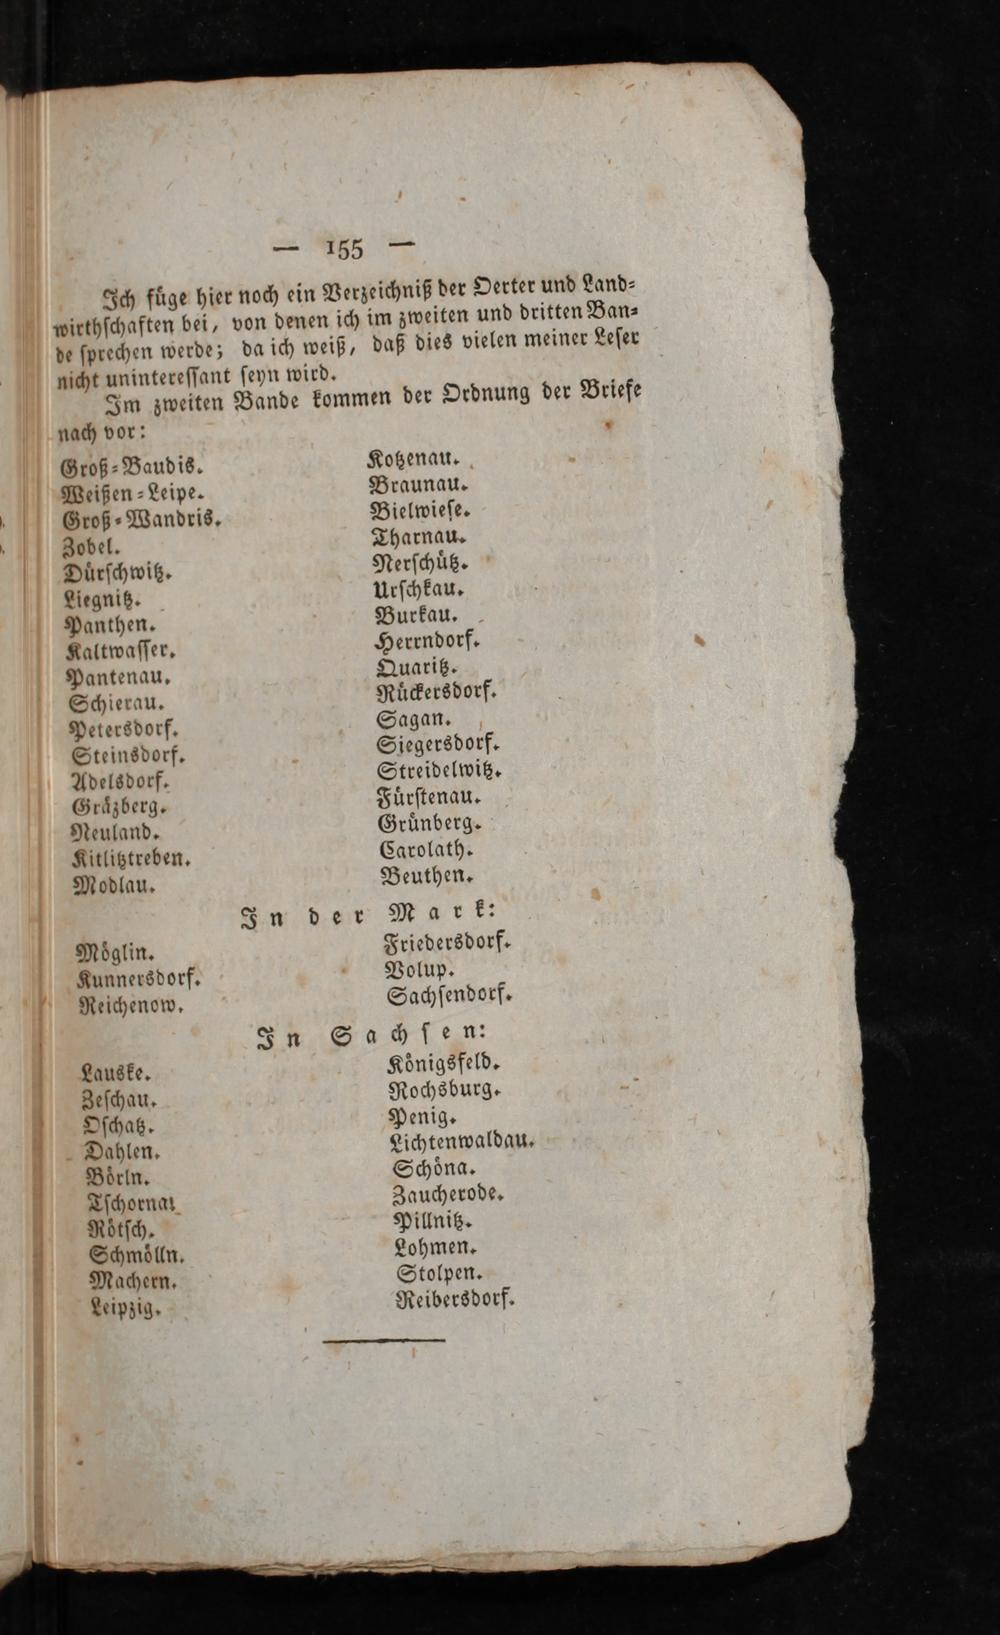 — 155 —
Ich füge hier noch ein Verzeichniß der Oerter und Land-
wirthschaften bei, von denen ich im zweiten und dritten Ban-
de sprechen werde; da ich weiß, daß dies vielen meiner Leser
nicht uninteressant seyn wird.
Im zweiten Bande kommen der Ordnung der Briefe
nach vor:
Groß-Baudis.
Weißen-Leipe.
Groß-Wandris.
Zobel.
Dürschwitz.
Liegnitz.
Panthen.
Kaltwasser.
Pantenau.
Schierau.
Petersdorf.
Steinsdorf.
Adelsdorf.
Gräzberg.
Neuland.
Kitlitztreben.
Modlau.
Kotzenau.
Braunau.
Bielwiese.
Tharnau.
Nerschütz.
Urschkau.
Burkau.
Herrndorf.
Quaritz.
Rückersdorf.
Sagan.
Siegersdorf.
Streidelwitz.
Fürstenau.
Grünberg.
Carolath.
Beuthen.
In der Mark:
Möglin.
Kunnersdorf.
Reichenow.
Friedersdorf.
Volup.
Sachsendorf.
In Sachsen:
Lauske.
Zeschau.
Oschatz.
Dahlen.
Börln.
Tschorna
Rötsch.
Schmölln.
Machern.
Leipzig.
Königsfeld.
Rochsburg.
Penig.
Lichtenwaldau.
Schöna.
Zaucherode.
Pillnitz.
Lohmen.
Stolpen.
Reibersdorf.